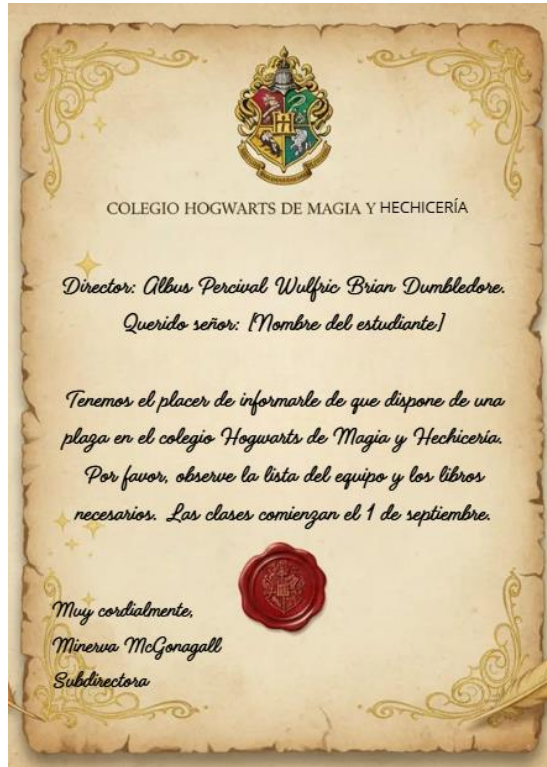 COLEGIO HOGWARTS DE MAGIA Y HECHICERÍA
Director: Albus Percival Wulfric Brian Dumbledore.
Querido señor: [Nombre del estudiante]
Tenemos el placer de informarle de que dispone de una
plaza en el colegio Hogwarts de Magia y Hechicería.
Por favor, observe la lista del equipo y los libros
necesarios. Las clases comienzan el 1 de septiembre.
Muy cordialmente,
Minerva McGonagall
Subdirectora